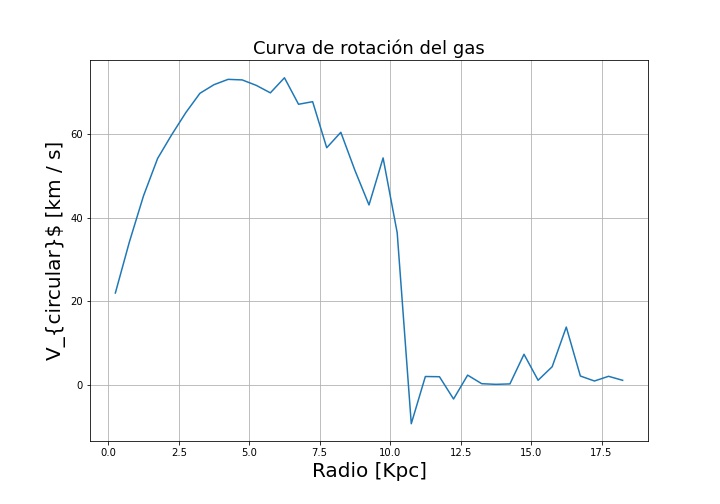 Curva de rotación del gas
V_{circular}$ [km / s]
60
40
20
0
0.0 2.5 5.0 7.5 10.0 12.5 15.0 17.5
Radio [Kpc]